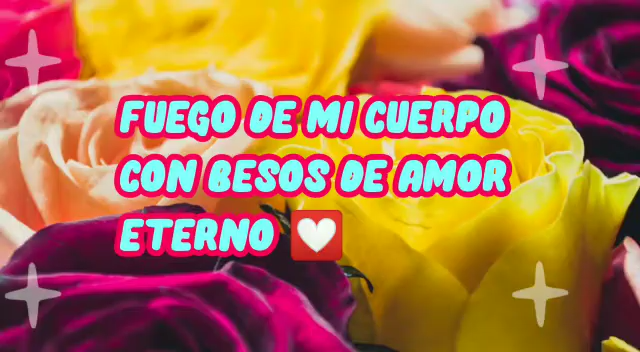 FUEGO DE MI CUERPO
CON BESOS DE AMOR
ETERNO 💟